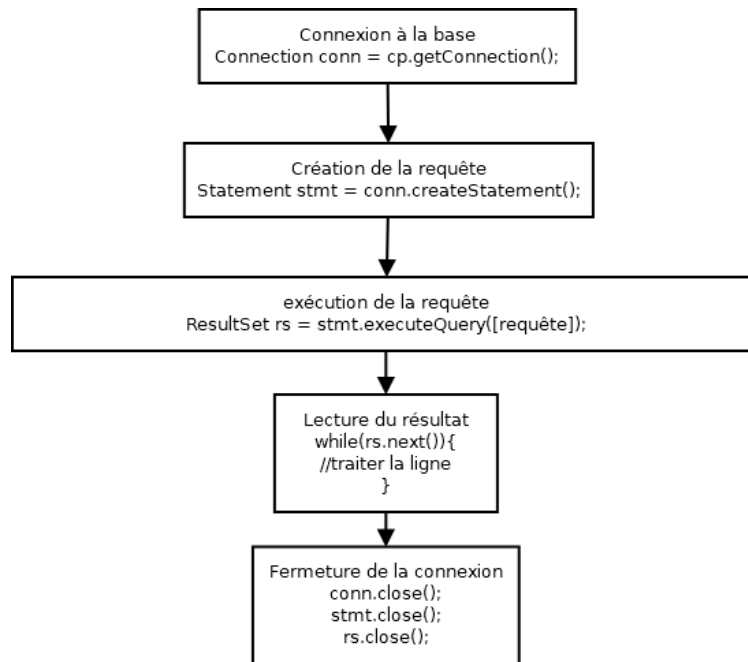 Connexion à la base
Connection conn = cp.getConnection();
Création de la requête
Statement stmt = conn.createStatement();
exécution de la requête
ResultSet rs = stmt.executeQuery([requête]);
Lecture du résultat
while(rs.next()){
//traiter la ligne
}
Fermeture de la connexion
conn.close();
stmt.close();
rs.close();